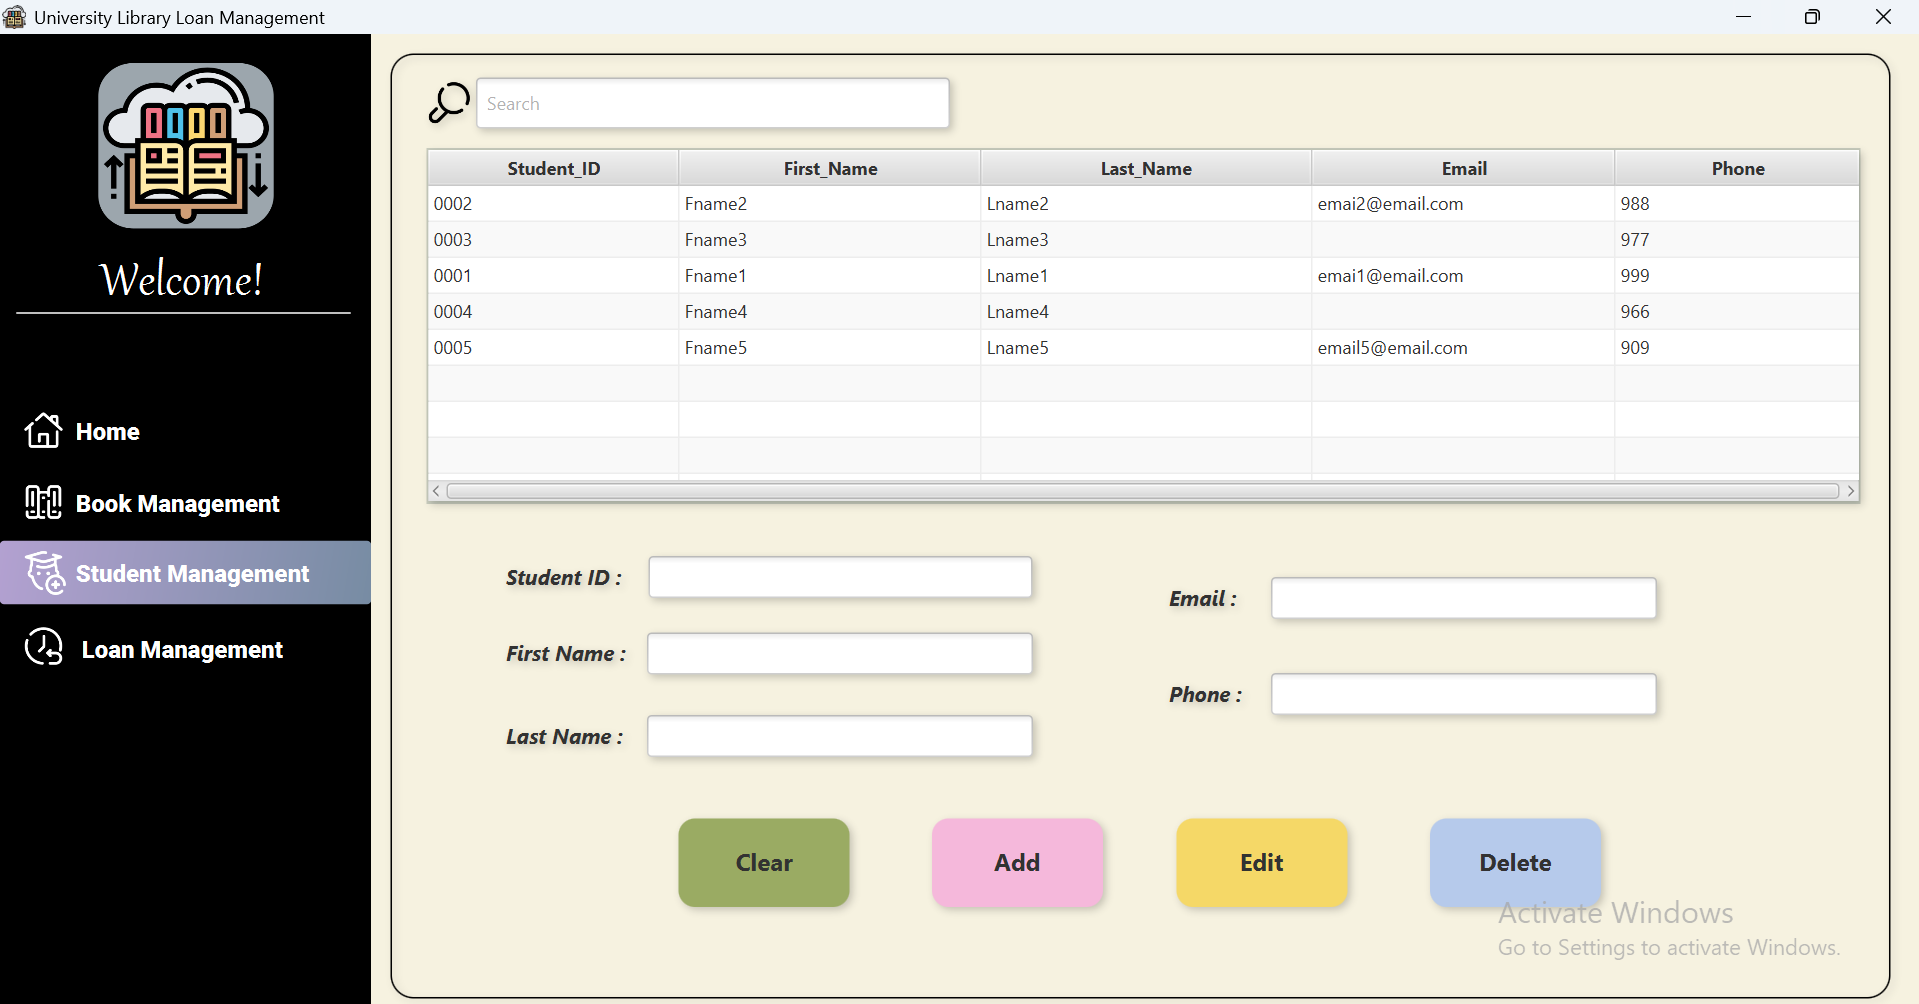 University Library Loan Management
Welcome!
Home
Book Management
Student Management
Loan Management
Search
Student_ID First_Name Last_Name Email Phone
0002 Fname2 Lname2 emai2@email.com 988
0003 Fname3 Lname3 977
0001 Fname1 Lname1 emai1@email.com 999
0004 Fname4 Lname4 966
0005 Fname5 Lname5 email5@email.com 909
Student ID :
First Name :
Last Name :
Email :
Phone :
Clear Add Edit Delete
Activate Windows
Go to Settings to activate Windows.